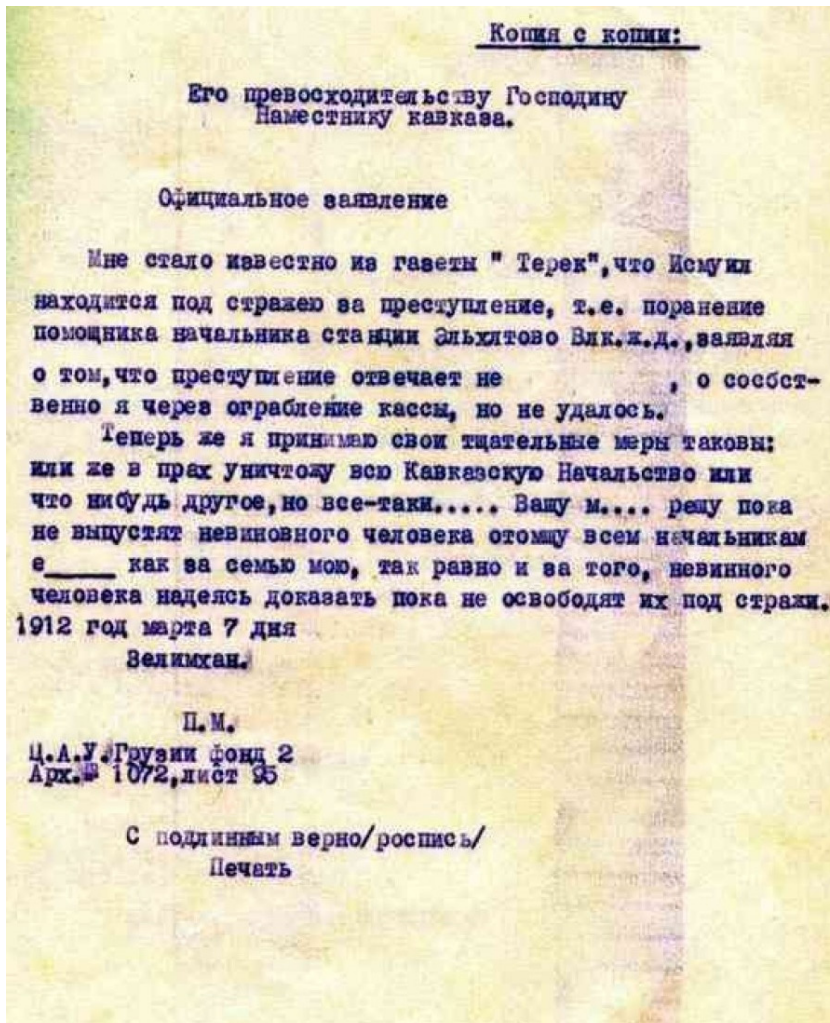 Копия с копии:
Его превосходительству Господину
Наместнику кавказа.
Официальное заявление
Мне стало известно из газеты " Терек",что Исмуил
находится под стражею за преступление, т.е. поранение
помощника начальника станции Эльхлтово Влк.ж.д.,заявляя
о том,что преступление отвечает не , о сосбст-
венно я через ограбление кассы, но не удалось.
Теперь же я принимаю свои тщательные меры таковы:
или же в прах уничтожу всю Кавказскую Начальство или
что нибудь другое,но все-таки..... Вашу м.... решу пока
не выпустят невиновного человека отомщу всем начальникам
е_____ как за семью мою, так равно и за того, невинного
человека надеясь доказать пока не освободят их под стражи.
1912 год марта 7 дня
Зелимхан.
П.М.
Ц.А.У.Грузии фонд 2
Арх.№ 1072,лист 95
С подлинным верно/роспись/
Печать